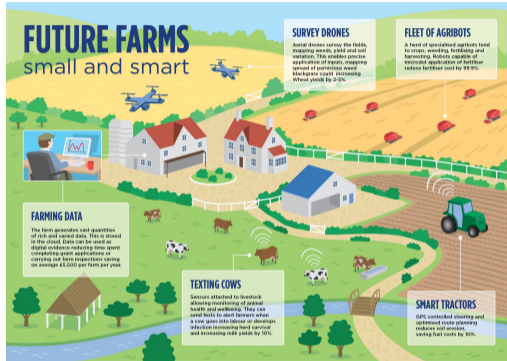 FUTURE FARMS
small and smart
SURVEY DRONES
Aerial drones survey the fields,
mapping weeds, yield and soil
variation. This enables precise
application of inputs, mapping
spread of pernicious weed
blackgrass could increasing
Wheat yields by 2-5%.
FLEET OF AGRIBOTS
A herd of specialised agribots tend
to crops, weeding, fertilising and
harvesting. Robots capable of
microdot application of fertiliser
reduce fertiliser cost by 99.9%.
FARMING DATA
The farm generates vast quantities
of rich and varied data. This is stored
in the cloud. Data can be used as
digital evidence reducing time spent
completing grant applications or
carrying out farm inspections saving
on average £5,500 per farm per year.
TEXTING COWS
Sensors attached to livestock
allowing monitoring of animal
health and wellbeing. They can
send texts to alert farmers when
a cow goes into labour or develops
infection increasing herd survival
and increasing milk yields by 10%.
SMART TRACTORS
GPS controlled steering and
optimised route planning
reduces soil erosion,
saving fuel costs by 10%.